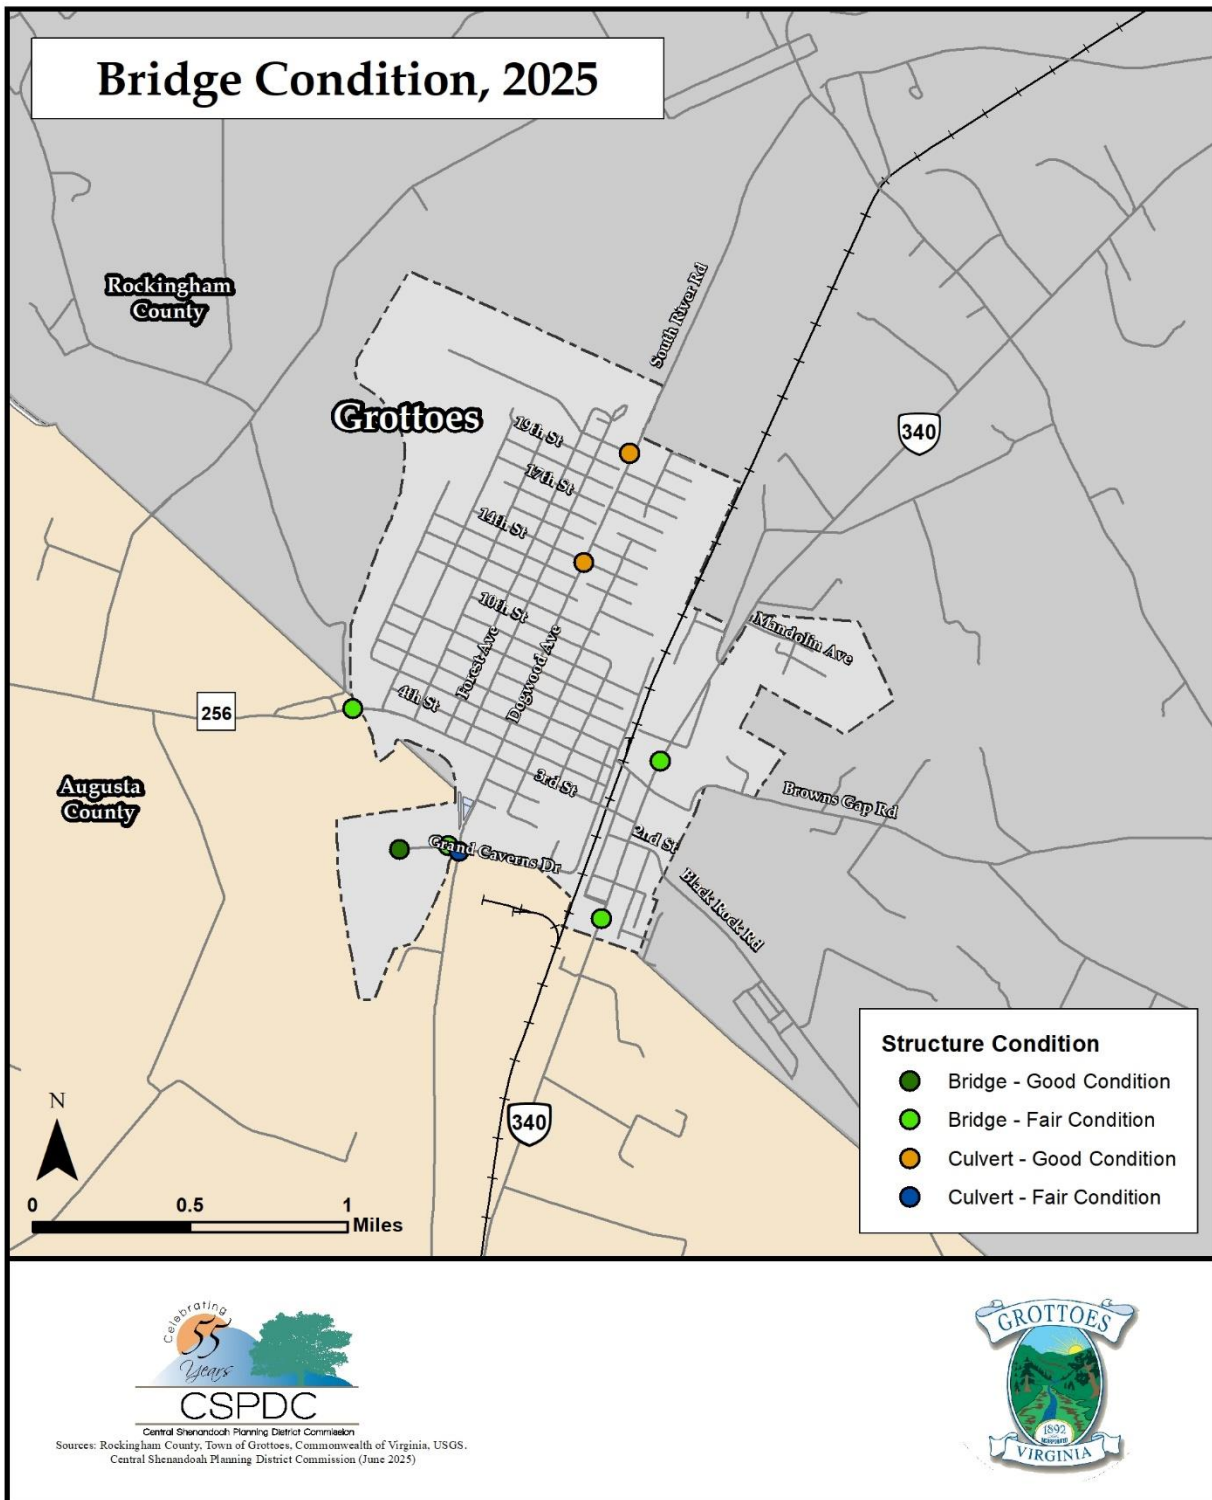 Bridge Condition, 2025
Rockingham
County
South River Rd
Grottoes
340
19th St
17th St
14th St
10th St
Mandolin Ave
Forest Ave
Dogwood Ave
4th St
256
3rd St
Augusta
County
Browns Gap Rd
2nd St
Grand Caverns Dr
Black Rock Rd
340
Structure Condition
Bridge - Good Condition
Bridge - Fair Condition
Culvert - Good Condition
Culvert - Fair Condition
N
0 0.5 1
Miles
Celebrating
55
Years
CSPDC
Central Shenandoah Planning District Commission
Sources: Rockingham County, Town of Grottoes, Commonwealth of Virginia, USGS.
Central Shenandoah Planning District Commission (June 2025)
GROTTOES
1892
VIRGINIA